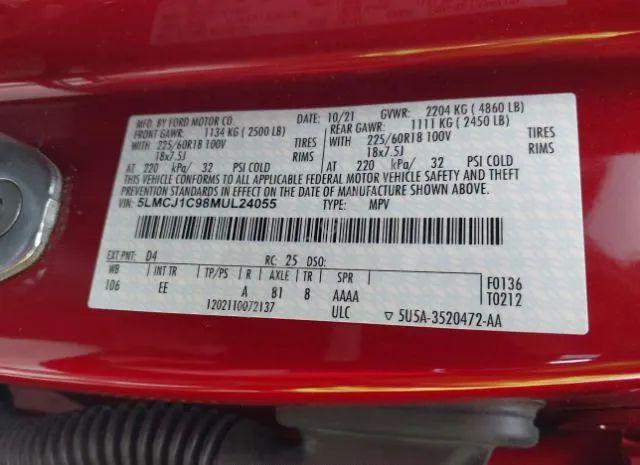 MFD. BY FORD MOTOR CO.
DATE: 10/21 GVWR: 2204 KG ( 4860 LB)
FRONT GAWR: 1134 KG ( 2500 LB) REAR GAWR: 1111 KG ( 2450 LB)
WITH 225/60R18 100V TIRES WITH 225/60R18 100V TIRES
18x7.5J RIMS 18x7.5J RIMS
AT 220 kPa/ 32 PSI COLD AT 220 kPa/ 32 PSI COLD
THIS VEHICLE CONFORMS TO ALL APPLICABLE FEDERAL MOTOR VEHICLE SAFETY AND THEFT PREVENTION
STANDARDS IN EFFECT ON THE DATE OF MANUFACTURE SHOWN ABOVE.
VIN: 5LMCJ1C98MUL24055 TYPE: MPV
EXT PNT: D4 RC: 25 DSO:
WB INT TR TP/PS R AXLE TR SPR
106 EE A 81 8 AAAA
F0136
T0212
1202110072137 ULC ▽ 5U5A-3520472-AA